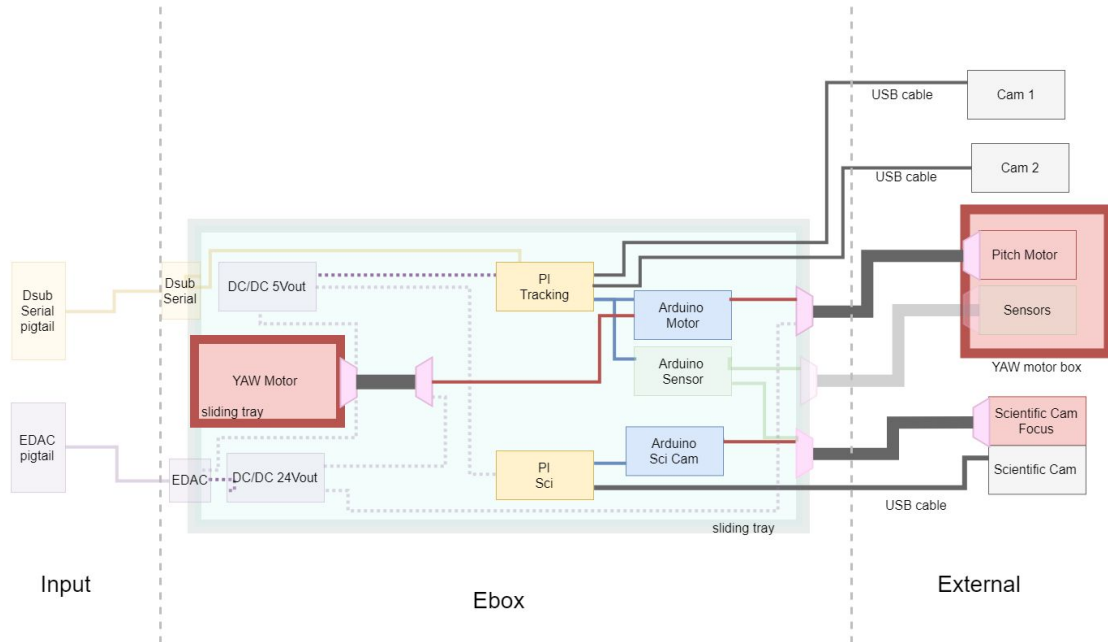 USB cable
Cam 1
USB cable
Cam 2
Dsub
Serial
pigtail
Dsub
Serial
DC/DC 5Vout
PI
Tracking
Arduino
Motor
Pitch Motor
Sensors
YAW motor box
Arduino
Sensor
YAW Motor
sliding tray
EDAC
pigtail
EDAC
DC/DC 24Vout
PI
Sci
Arduino
Sci Cam
Scientific Cam
Focus
Scientific Cam
USB cable
sliding tray
Input
Ebox
External